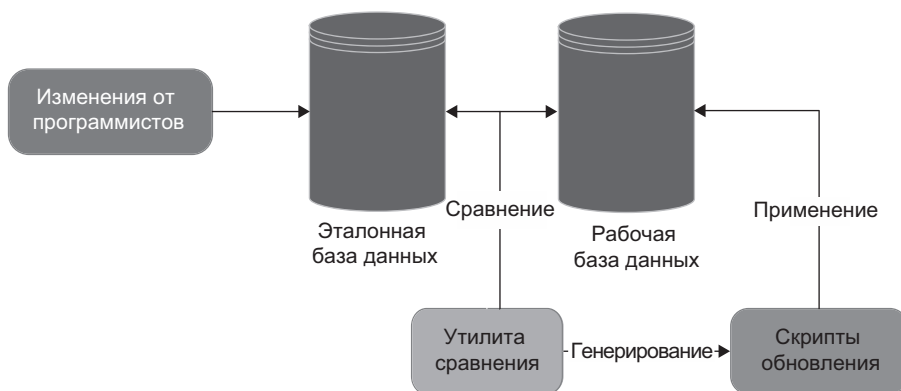 Изменения от
программистов
Эталонная
база данных
Сравнение
Рабочая
база данных
Применение
Утилита
сравнения
Генерирование
Скрипты
обновления